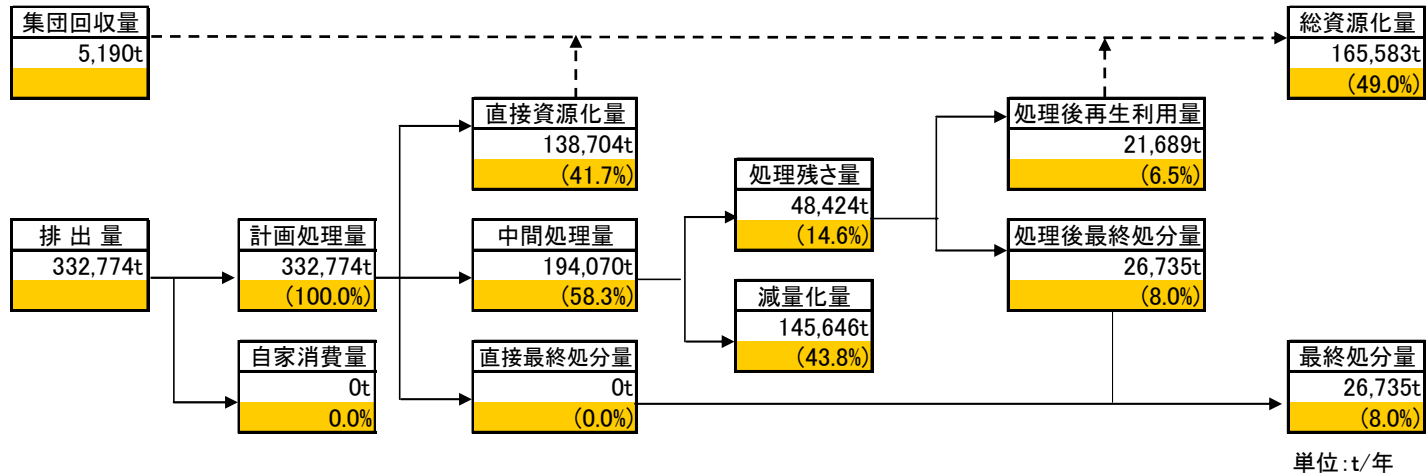 集団回収量
5,190t
総資源化量
165,583t
(49.0%)
直接資源化量
138,704t
(41.7%)
処理後再生利用量
21,689t
(6.5%)
処理残さ量
48,424t
(14.6%)
排 出 量
332,774t
計画処理量
332,774t
(100.0%)
中間処理量
194,070t
(58.3%)
処理後最終処分量
26,735t
(8.0%)
減量化量
145,646t
(43.8%)
自家消費量
0t
0.0%
直接最終処分量
0t
(0.0%)
最終処分量
26,735t
(8.0%)
単位:t/年